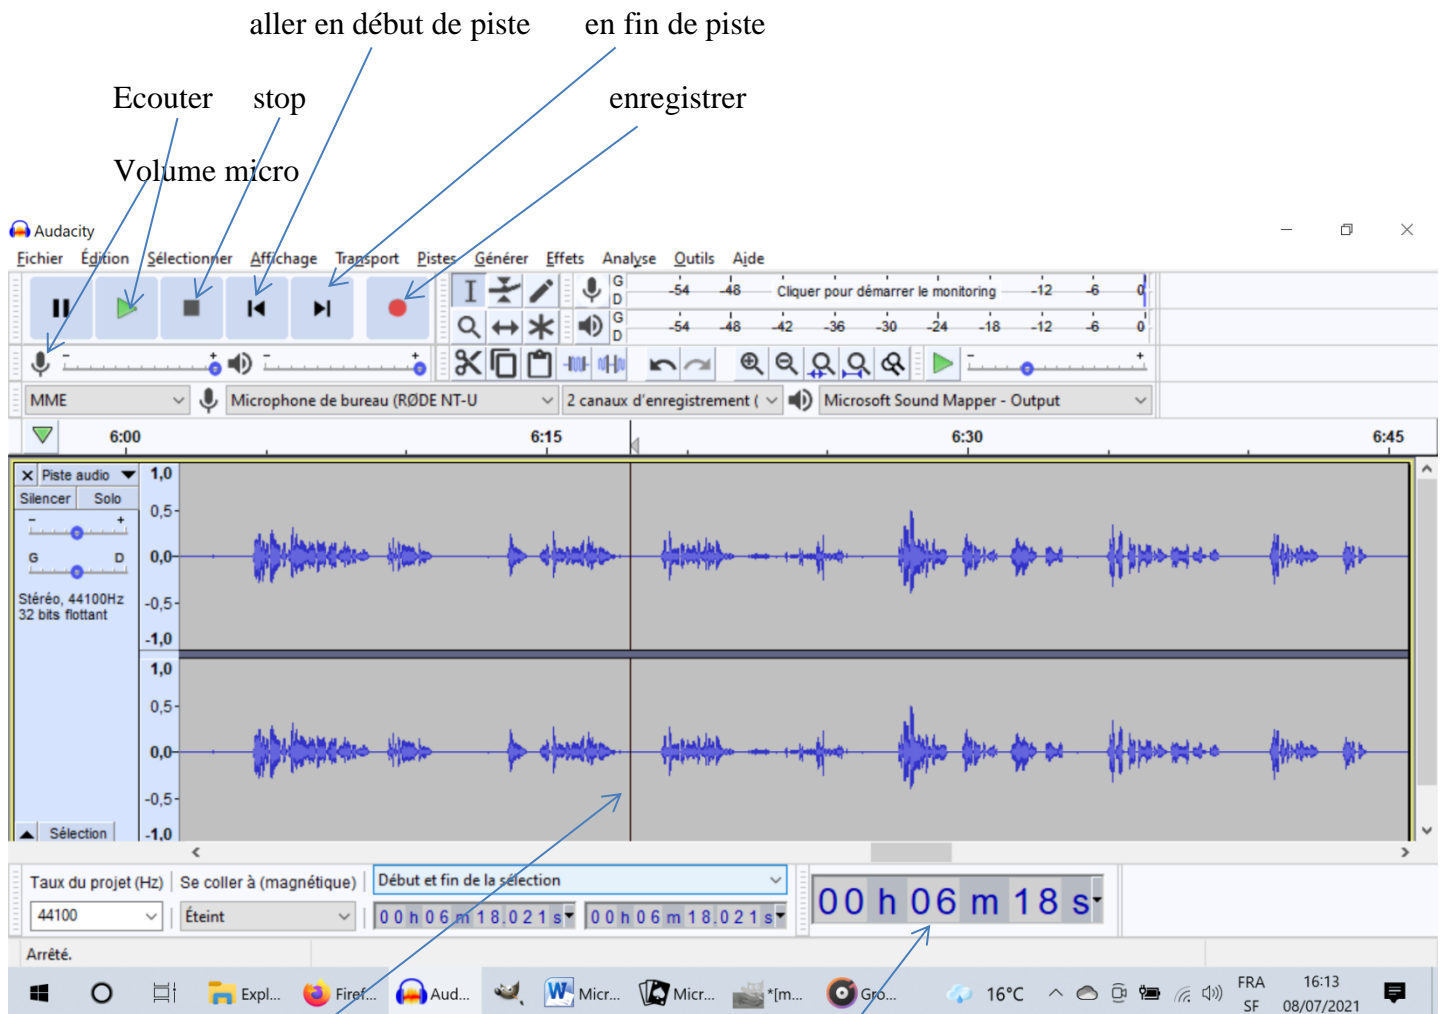 aller en début de piste en fin de piste
Ecouter stop enregistrer
Volume micro
Audacity
Fichier Édition Sélectionner Affichage Transport Pistes Générer Effets Analyse Outils Aide
G D -54 -48 Cliquer pour démarrer le monitoring -12 -6 0
G D -54 -48 -42 -36 -30 -24 -18 -12 -6 0
- + - + - +
MME Microphone de bureau (RØDE NT-U 2 canaux d'enregistrement ( Microsoft Sound Mapper - Output
6:00 6:15 6:30 6:45
X Piste audio 1,0
Silencer Solo
0,5-
- +
G D 0,0-
Stéréo, 44100Hz -0,5-
32 bits flottant
-1,0
1,0
0,5-
0,0-
-0,5-
Sélection -1,0
Taux du projet (Hz) Se coller à (magnétique) Début et fin de la sélection
44100 Éteint 00 h 06 m 18.021 s 00 h 06 m 18.021 s 00 h 06 m 18 s
Arrêté.
Expl... Firef... Aud... Micr... Micr... *[m... Gro... 16°C FRA 16:13
SF 08/07/2021